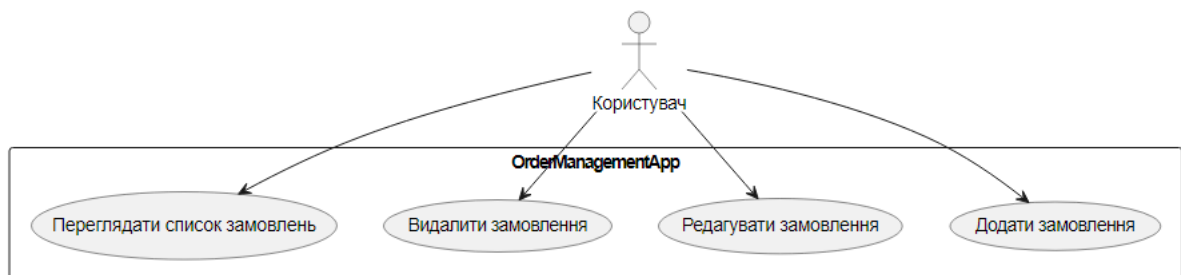 Користувач
OrderManagementApp
Переглядати список замовлень
Видалити замовлення
Редагувати замовлення
Додати замовлення